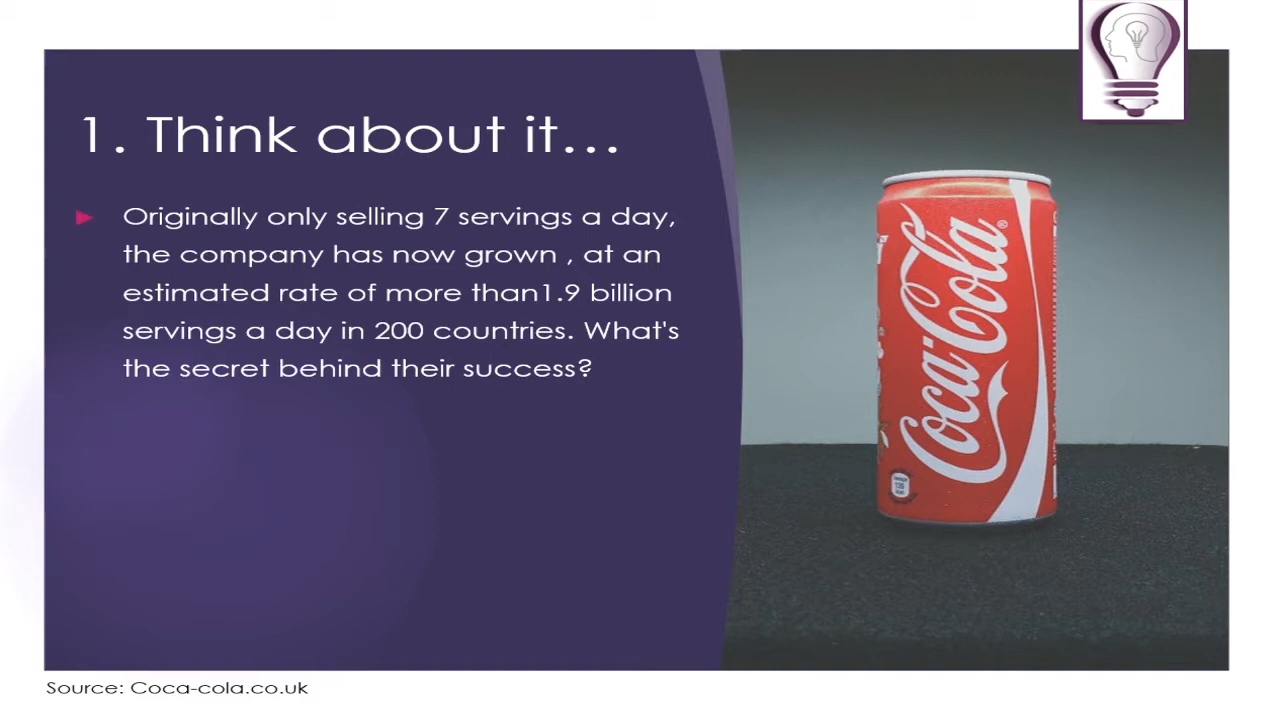 1. Think about it...
Originally only selling 7 servings a day,
the company has now grown , at an
estimated rate of more than1.9 billion
servings a day in 200 countries. What's
the secret behind their success?
Coca-Cola®
Source: Coca-cola.co.uk